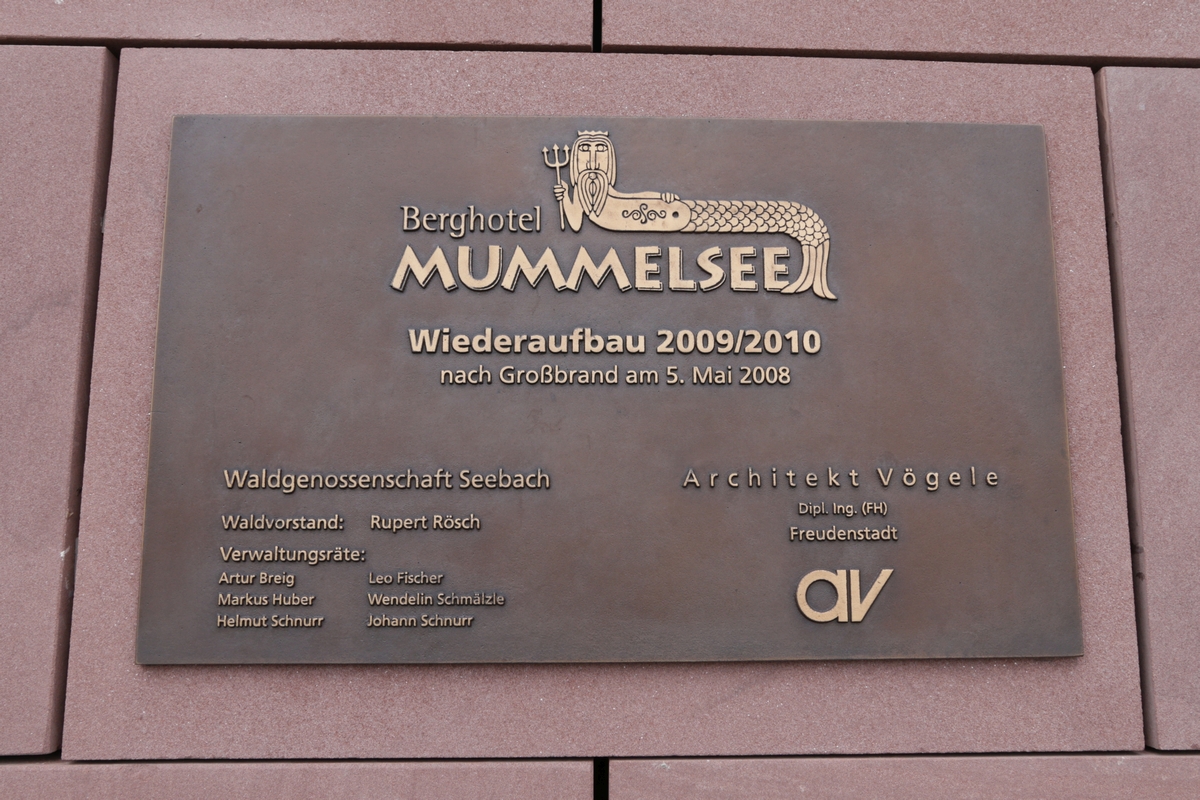 Berghotel
MUMMELSEE
Wiederaufbau 2009/2010
nach Großbrand am 5. Mai 2008
Waldgenossenschaft Seebach
Waldvorstand: Rupert Rösch
Verwaltungsräte:
Artur Breig Leo Fischer
Markus Huber Wendelin Schmälzle
Helmut Schnurr Johann Schnurr
Architekt Vögele
Dipl. Ing. (FH)
Freudenstadt
av